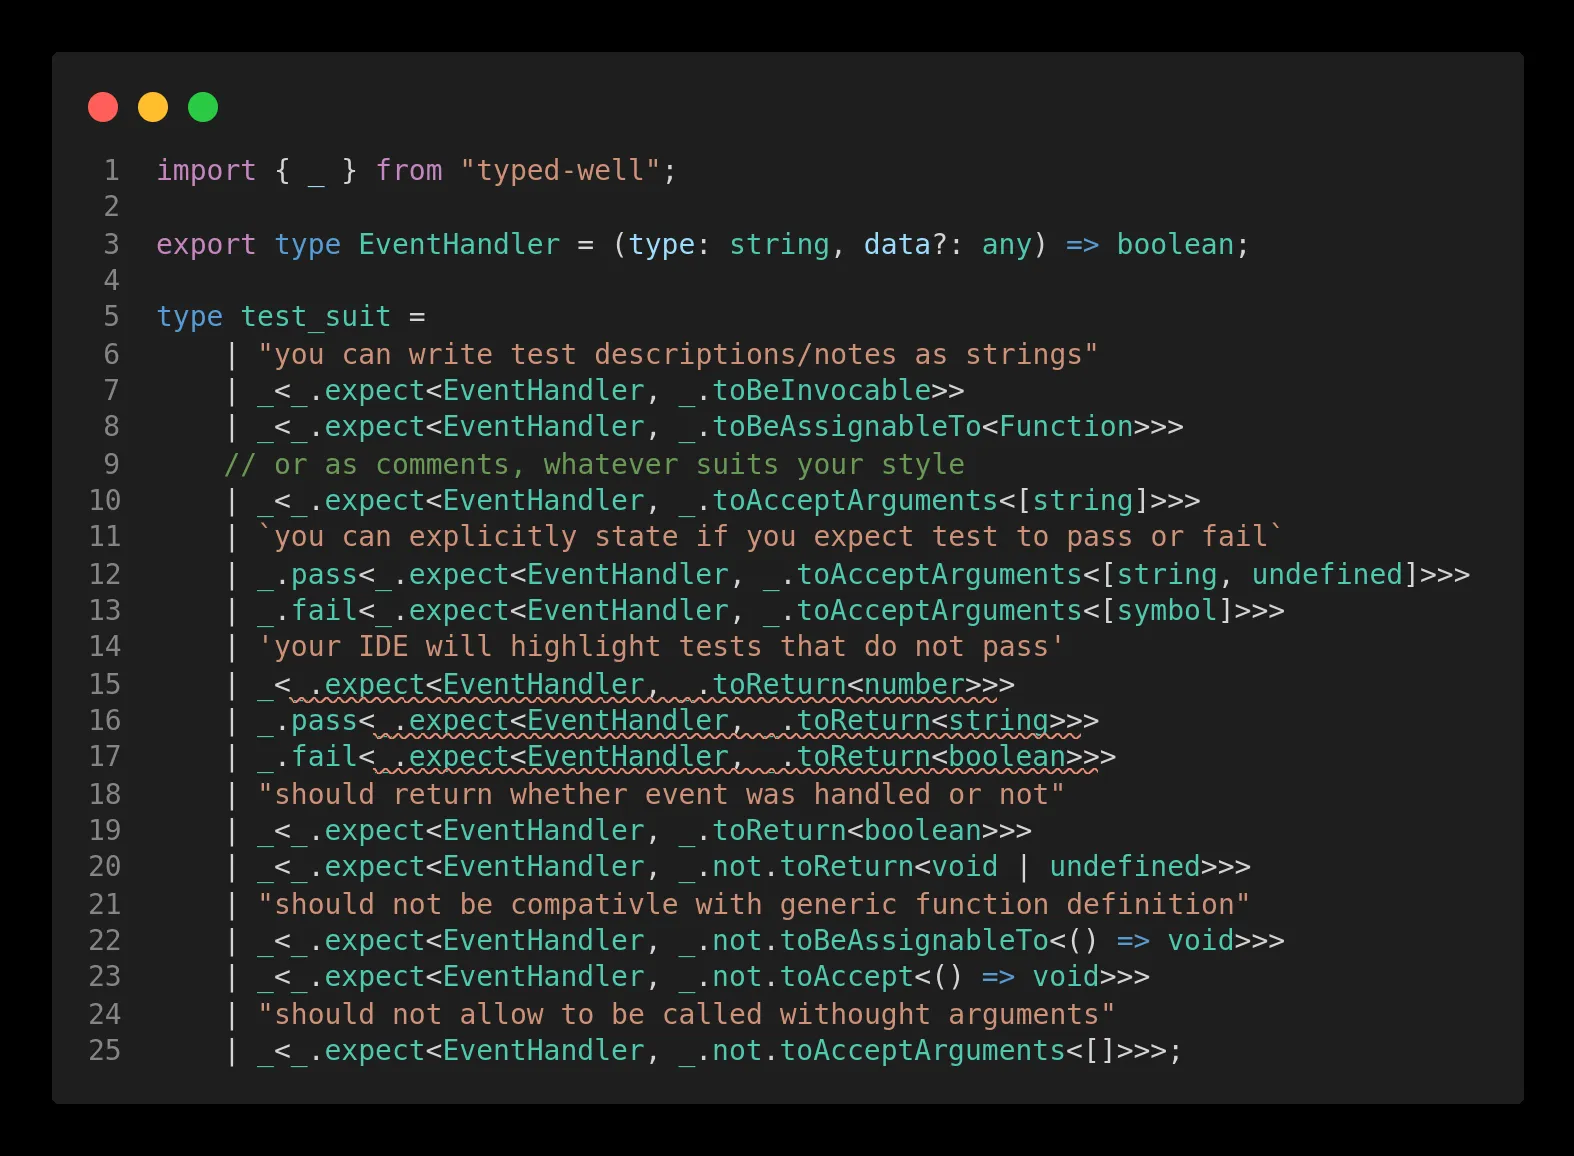 1 import { _ } from "typed-well";
2
3 export type EventHandler = (type: string, data?: any) => boolean;
4
5 type test_suit =
6     | "you can write test descriptions/notes as strings"
7     | _<_.expect<EventHandler, _.toBeInvocable>>
8     | _<_.expect<EventHandler, _.toBeAssignableTo<Function>>>
9     // or as comments, whatever suits your style
10     | _<_.expect<EventHandler, _.toAcceptArguments<[string]>>>
11     | `you can explicitly state if you expect test to pass or fail`
12     | _.pass<_.expect<EventHandler, _.toAcceptArguments<[string, undefined]>>>
13     | _.fail<_.expect<EventHandler, _.toAcceptArguments<[symbol]>>>
14     | 'your IDE will highlight tests that do not pass'
15     | _<_.expect<EventHandler, _.toReturn<number>>>
16     | _.pass<_.expect<EventHandler, _.toReturn<string>>>
17     | _.fail<_.expect<EventHandler, _.toReturn<boolean>>>
18     | "should return whether event was handled or not"
19     | _<_.expect<EventHandler, _.toReturn<boolean>>>
20     | _<_.expect<EventHandler, _.not.toReturn<void | undefined>>>
21     | "should not be compativle with generic function definition"
22     | _<_.expect<EventHandler, _.not.toBeAssignableTo<() => void>>>
23     | _<_.expect<EventHandler, _.not.toAccept<() => void>>>
24     | "should not allow to be called withought arguments"
25     | _<_.expect<EventHandler, _.not.toAcceptArguments<[]>>>;